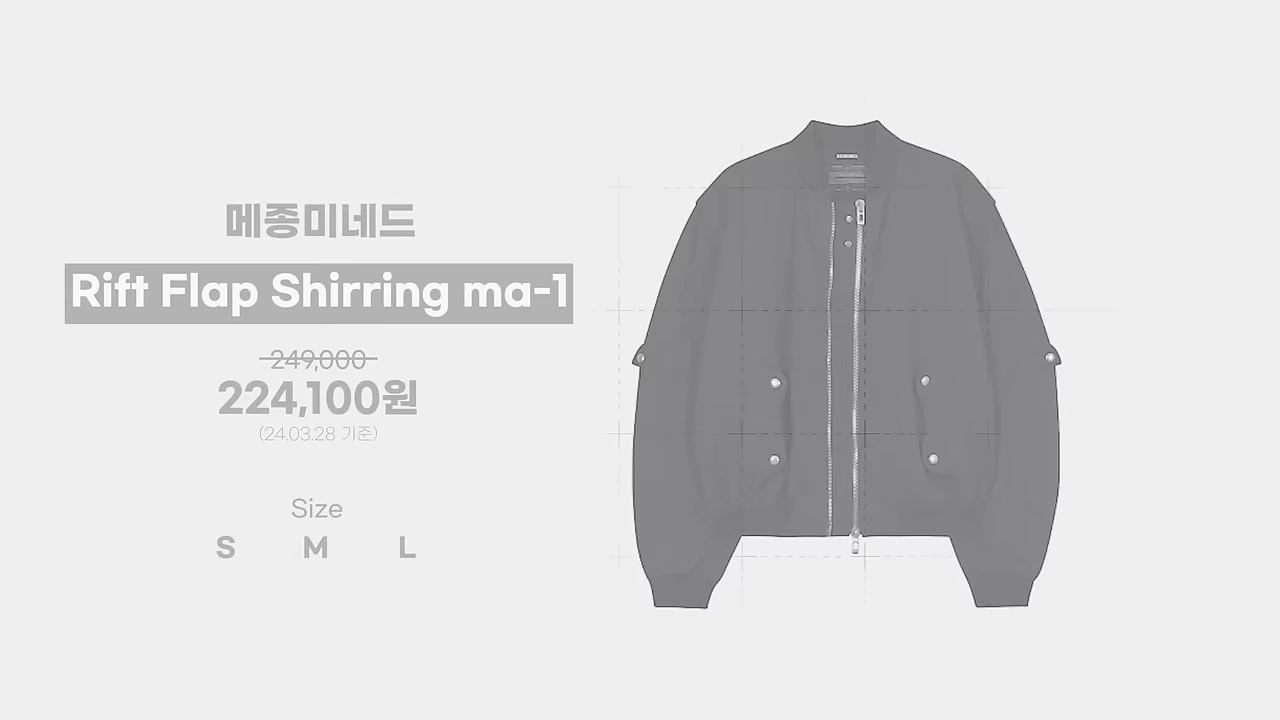 메종미네드
Rift Flap Shirring ma-1
249,000
224,100원
(24.03.28 기준)
Size
S M L